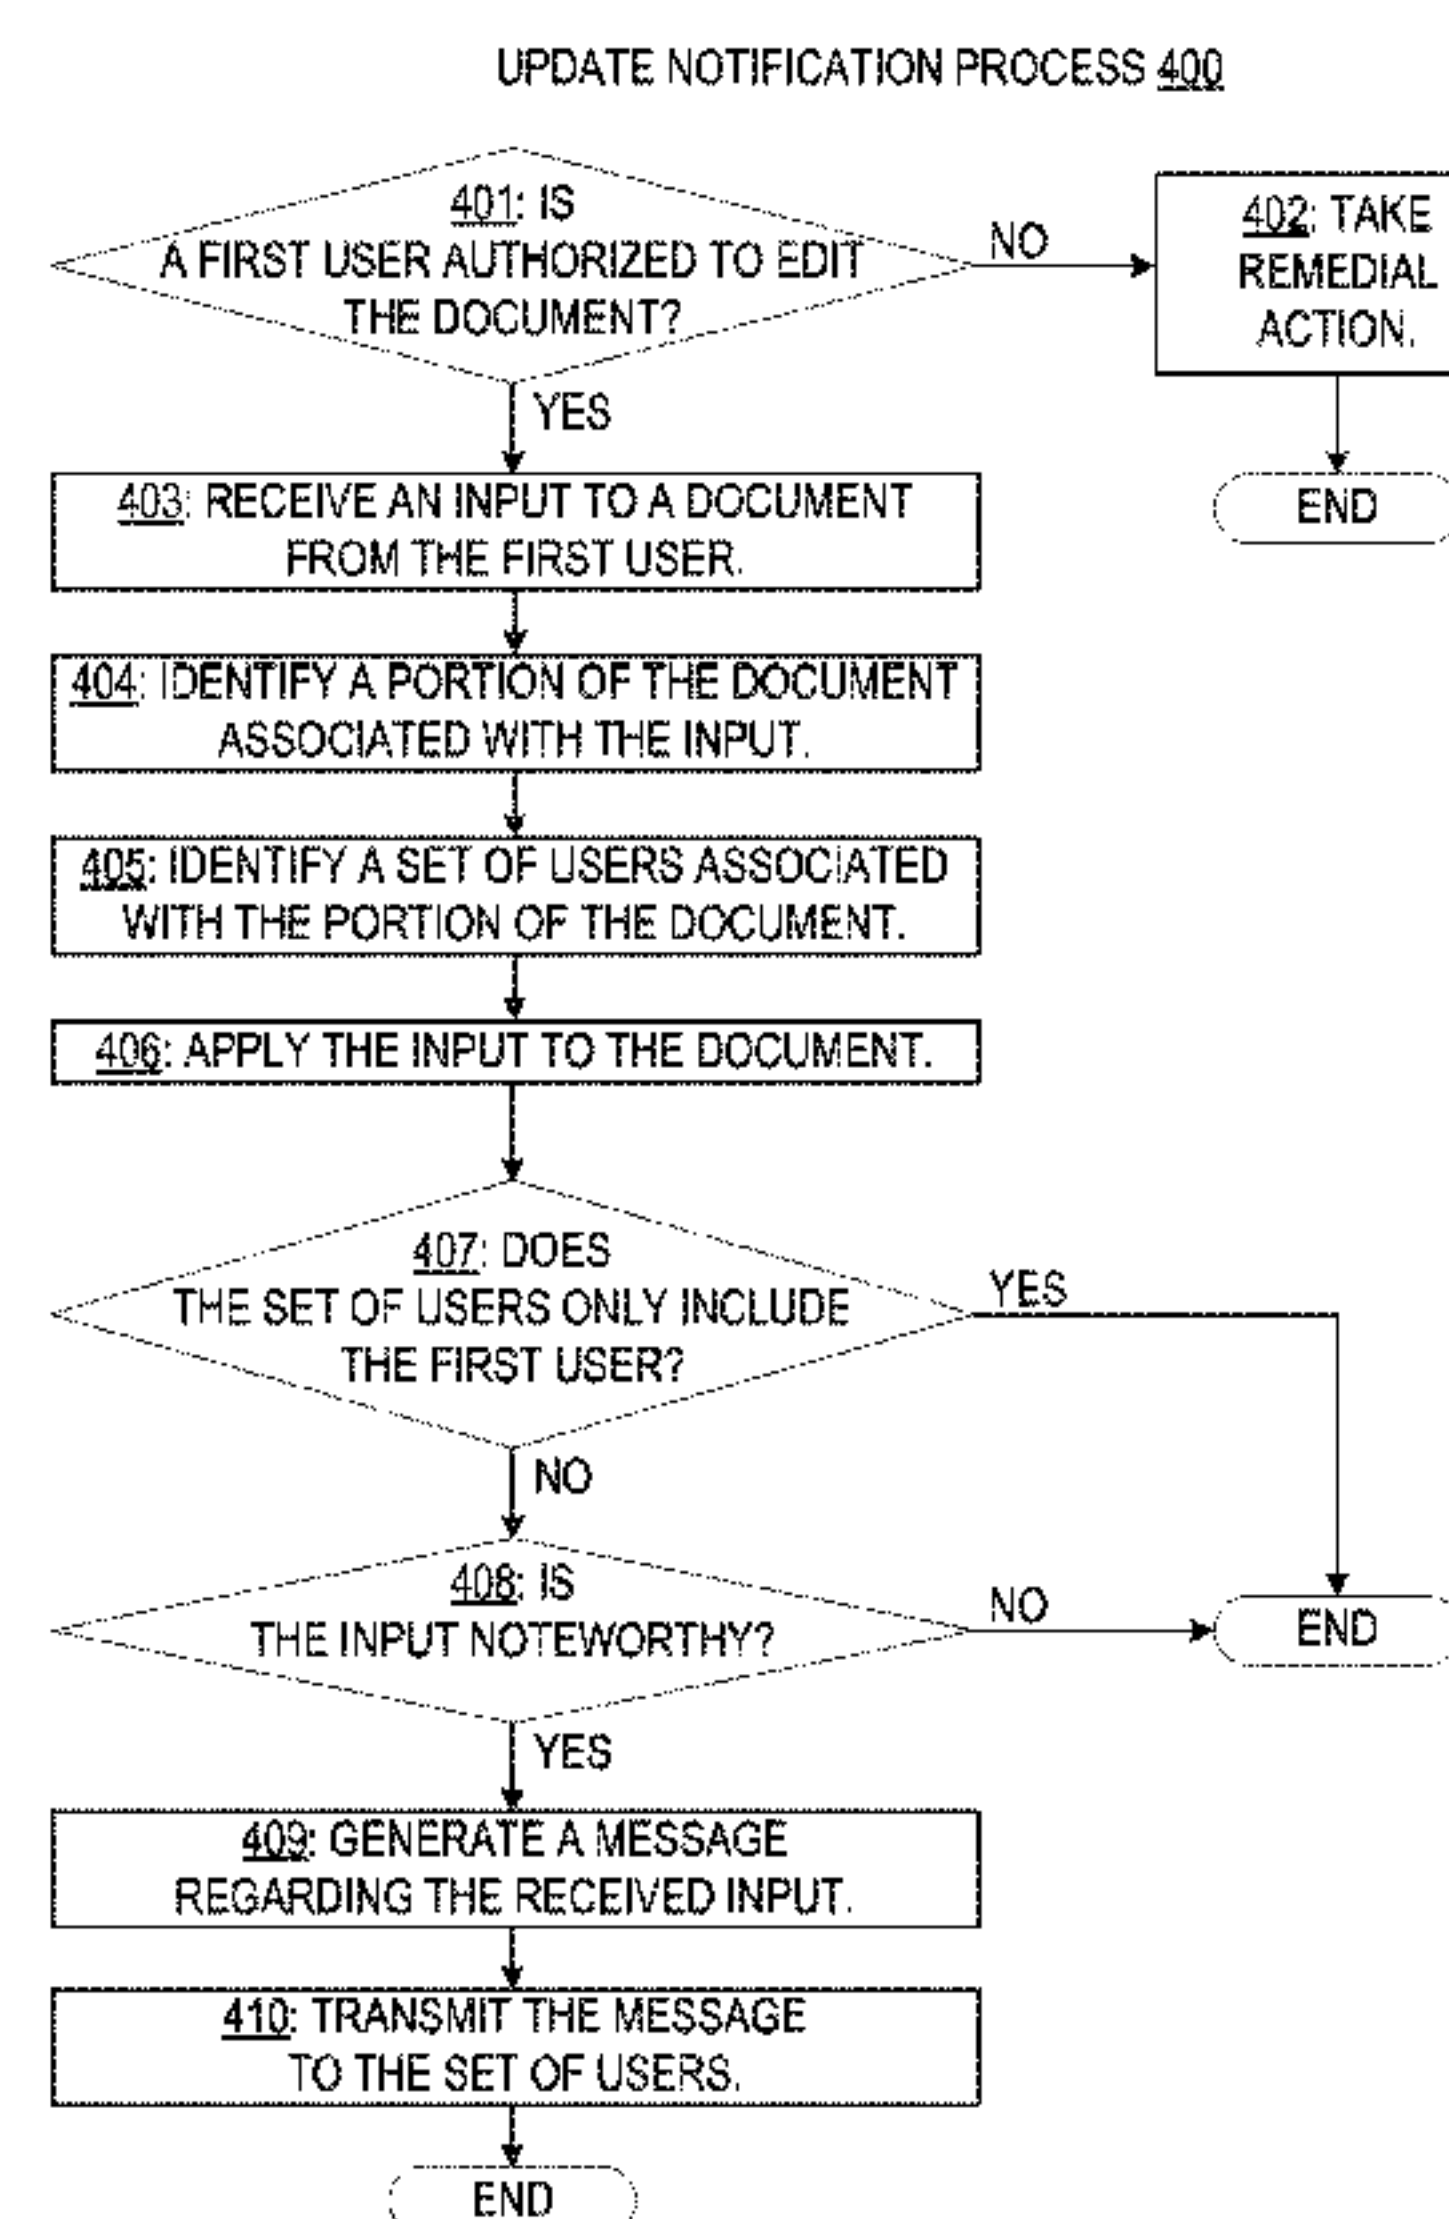 UPDATE NOTIFICATION PROCESS 400
401: IS
A FIRST USER AUTHORIZED TO EDIT
THE DOCUMENT?
NO
402: TAKE
REMEDIAL
ACTION.
END
YES
403: RECEIVE AN INPUT TO A DOCUMENT
FROM THE FIRST USER.
404: IDENTIFY A PORTION OF THE DOCUMENT
ASSOCIATED WITH THE INPUT.
405: IDENTIFY A SET OF USERS ASSOCIATED
WITH THE PORTION OF THE DOCUMENT.
406: APPLY THE INPUT TO THE DOCUMENT.
407: DOES
THE SET OF USERS ONLY INCLUDE
THE FIRST USER?
YES
NO
408: IS
THE INPUT NOTEWORTHY?
NO
END
YES
409: GENERATE A MESSAGE
REGARDING THE RECEIVED INPUT.
410: TRANSMIT THE MESSAGE
TO THE SET OF USERS.
END